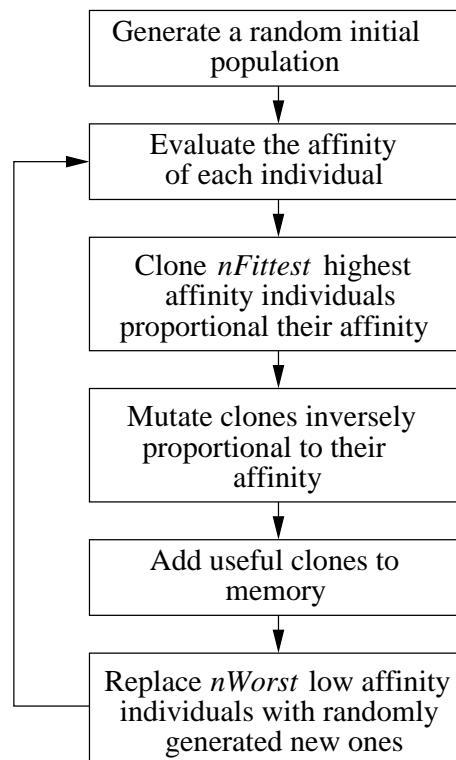 Generate a random initial
population
Evaluate the affinity
of each individual
Clone nFittest highest
affinity individuals
proportional their affinity
Mutate clones inversely
proportional to their
affinity
Add useful clones to
memory
Replace nWorst low affinity
individuals with randomly
generated new ones